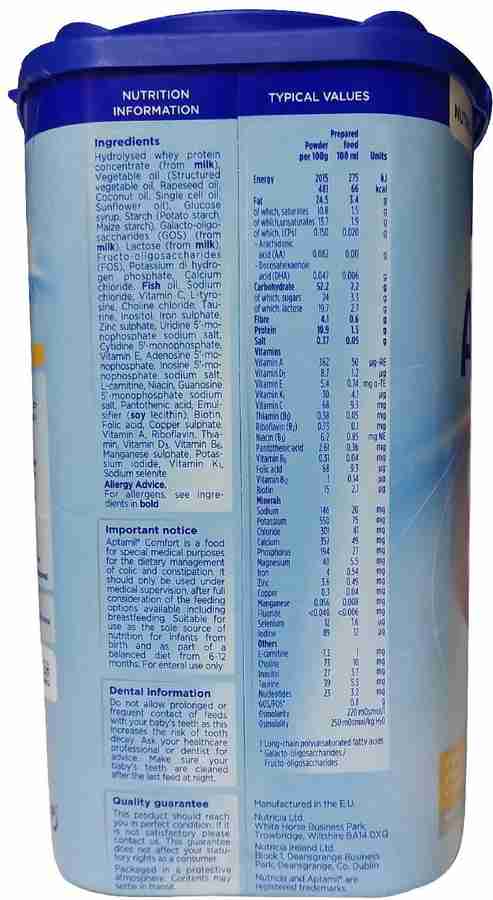 NUTRITION
INFORMATION
Ingredients
Hydrolysed whey protein
concentrate (from milk),
Vegetable oil (Structured
vegetable oil, Rapeseed oil,
Coconut oil, Single cell oil,
Sunflower oil), Glucose
syrup, Starch (Potato starch,
Maize starch), Galacto-oligo-
saccharides (GOS) (from
milk), Lactose (from milk),
Fructo-oligosaccharides
(FOS), Potassium di hydro-
gen phosphate, Calcium
chloride, Fish oil, Sodium
chloride, Vitamin C, L-tyro-
sine, Choline chloride, Tau-
rine, Inositol, Iron sulphate,
Zinc sulphate, Uridine 5'-mo-
nophosphate sodium salt,
Cytidine 5'-monophosphate,
Vitamin E, Adenosine 5'-mo-
nophosphate, Inosine 5'-mo-
nophosphate sodium salt,
L-carnitine, Niacin, Guanosine
5'-monophosphate sodium
salt, Pantothenic acid, Emul-
sifier (soy lecithin), Biotin,
Folic acid, Copper sulphate,
Vitamin A, Riboflavin, Thia-
min, Vitamin D₃, Vitamin B₆,
Manganese sulphate, Potas-
sium iodide, Vitamin K₁,
Sodium selenite.
Allergy Advice.
For allergens, see ingre-
dients in bold
Important notice
Aptamil® Comfort is a food
for special medical purposes
for the dietary management
of colic and constipation. It
should only be used under
medical supervision, after full
consideration of the feeding
options available including
breastfeeding. Suitable for
use as the sole source of
nutrition for infants from
birth and as part of a
balanced diet from 6-12
months. For enteral use only
Dental information
Do not allow prolonged or
frequent contact of feeds
with your baby's teeth as this
increases the risk of tooth
decay. Ask your healthcare
professional or dentist for
advice. Make sure your
baby's teeth are cleaned
after the last feed at night.
Quality guarantee
This product should reach
you in perfect condition. If it
is not satisfactory please
contact us. This guarantee
does not affect your statu-
tory rights as a consumer.
Packaged in a protective
atmosphere. Contents may
settle in transit.
TYPICAL VALUES
Powder per 100g Prepared feed 100 ml Units
Energy 2015 275 kJ
481 66 kcal
Fat 24.5 3.4 g
of which, saturates 10.8 1.5 g
of which, unsaturates 13.7 1.9 g
of which, LCPs† 0.150 0.020 g
- Arachidonic
acid (AA) 0.082 0.011 g
- Docosahexaenoic
acid (DHA) 0.047 0.006 g
Carbohydrate 52.2 7.2 g
of which, sugars 24 3.3 g
of which, lactose 19.7 2.7 g
Fibre 4.1 0.6 g
Protein 10.9 1.5 g
Salt 0.37 0.05 g
Vitamins
Vitamin A 362 50 µg-RE
Vitamin D₃ 8.7 1.2 µg
Vitamin E 5.4 0.74 mg α-TE
Vitamin K₁ 30 4.1 µg
Vitamin C 68 9.3 mg
Thiamin (B₁) 0.38 0.05 mg
Riboflavin (B₂) 0.73 0.1 mg
Niacin (B₃) 6.2 0.85 mg NE
Pantothenic acid 2.61 0.36 mg
Vitamin B₆ 0.31 0.04 mg
Folic acid 68 9.3 µg
Vitamin B₁₂ 1 0.14 µg
Biotin 15 2.1 µg
Minerals
Sodium 146 20 mg
Potassium 550 75 mg
Chloride 301 41 mg
Calcium 357 49 mg
Phosphorus 194 27 mg
Magnesium 40 5.5 mg
Iron 4 0.54 mg
Zinc 3.6 0.49 mg
Copper 0.3 0.04 mg
Manganese 0.056 0.008 mg
Fluoride <0.040 <0.006 mg
Selenium 12 1.6 µg
Iodine 89 12 µg
Others
L-carnitine 7.3 1 mg
Choline 73 10 mg
Inositol 27 3.7 mg
Taurine 39 5.3 mg
Nucleotides 23 3.2 mg
GOS/FOS* 0.8 g
Osmolarity 220 mOsmol/l
Osmolality 250 mOsmol/kg H₂O
† Long-chain polyunsaturated fatty acids
* Galacto-oligosaccharides/
Fructo-oligosaccharides
Manufactured in the E.U.
Nutricia Ltd.
White Horse Business Park,
Trowbridge, Wiltshire BA14 0XQ
Nutricia Ireland Ltd.
Block 1, Deansgrange Business
Park, Deansgrange, Co. Dublin
Nutricia and Aptamil® are
registered trademarks.